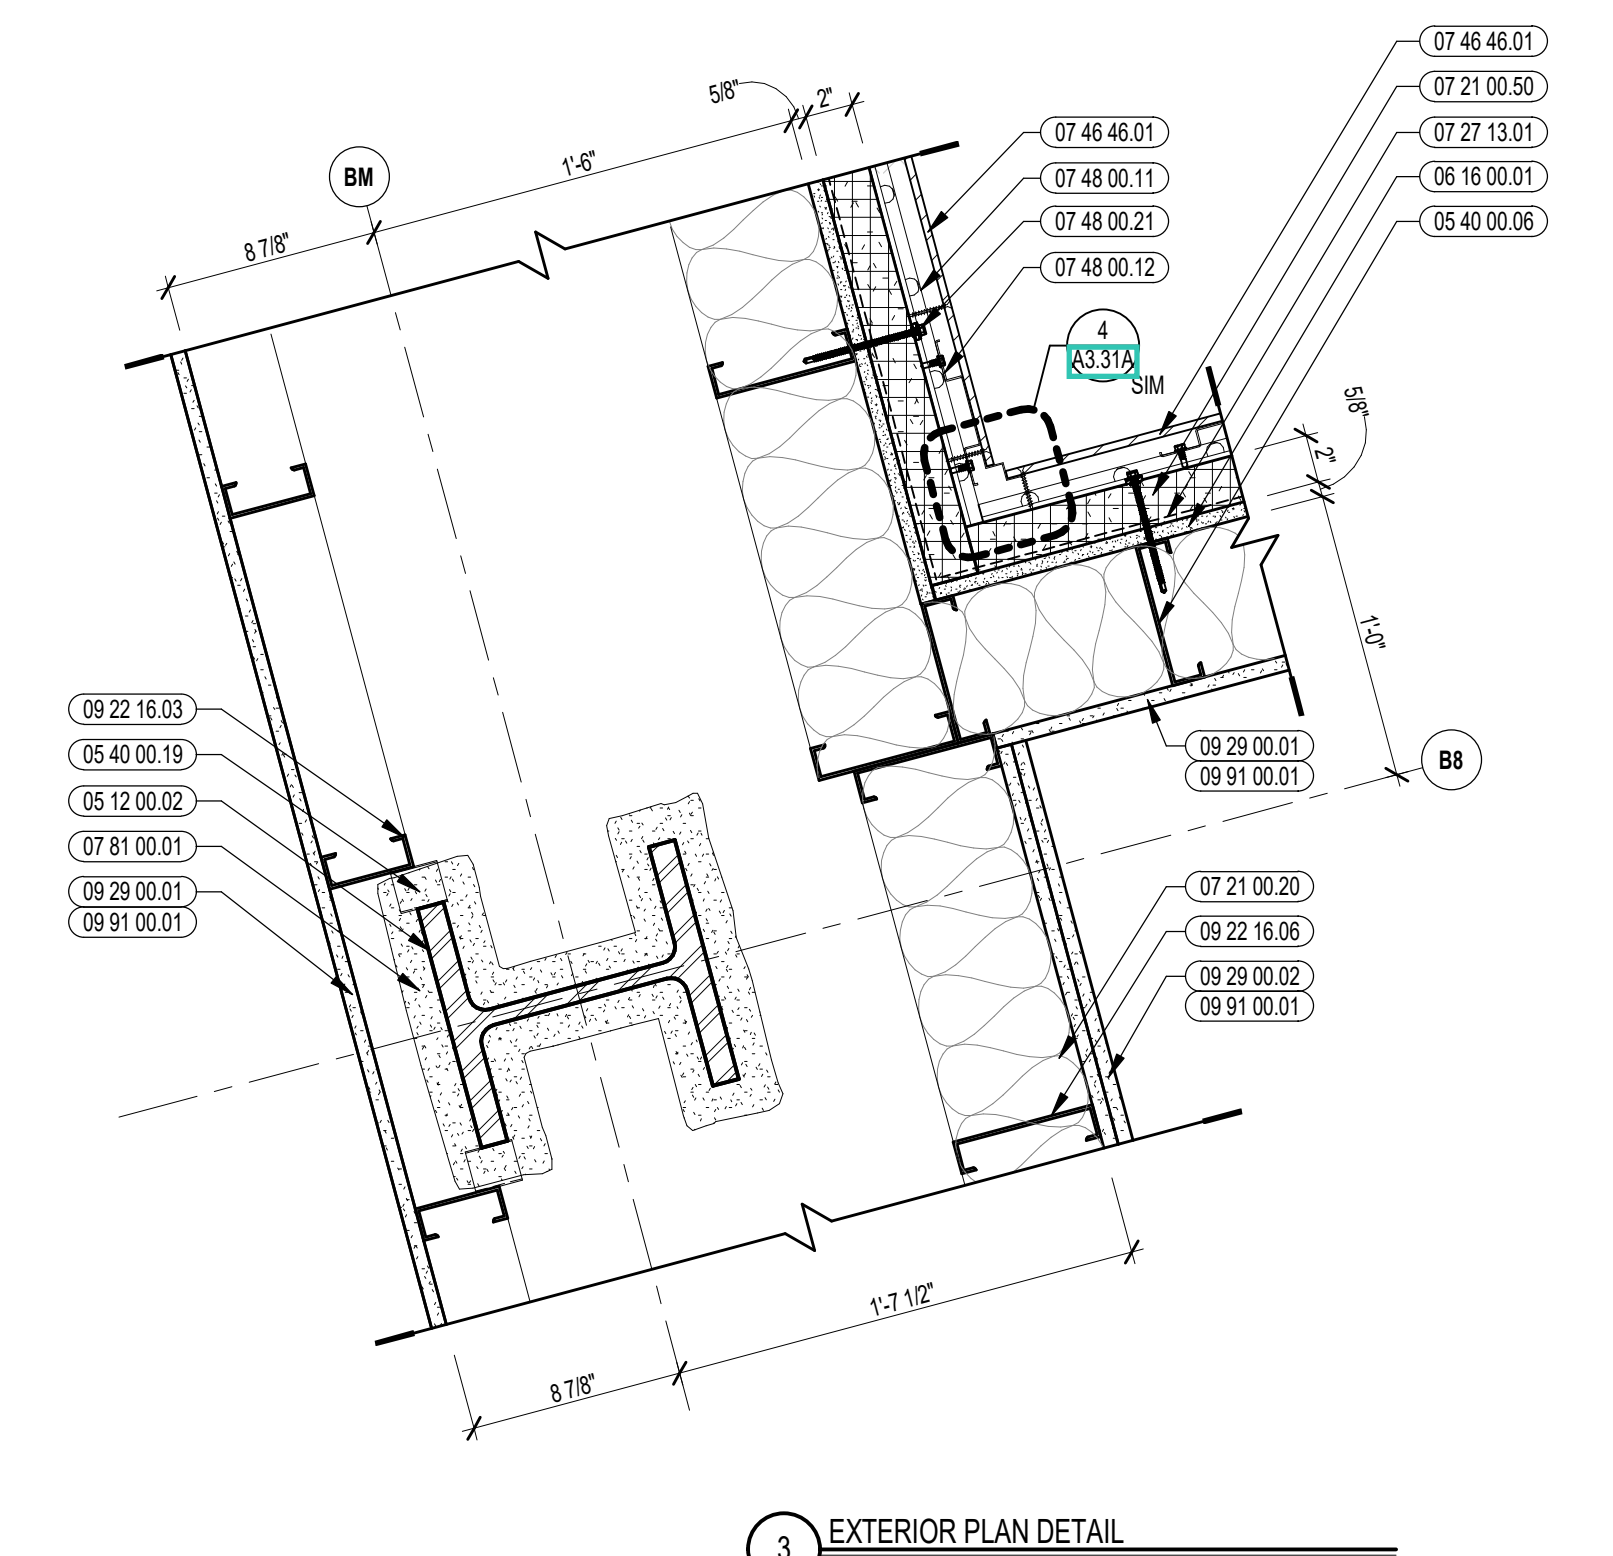 07 46 46.01
07 21 00.50
07 27 13.01
06 16 00.01
05 40 00.06
5/8"
2"
07 46 46.01
07 48 00.11
07 48 00.21
07 48 00.12
1'-6"
BM
8 7/8"
4
A3.31A
SIM
5/8"
2"
1'-0"
09 22 16.03
05 40 00.19
05 12 00.02
07 81 00.01
09 29 00.01
09 91 00.01
09 29 00.01
09 91 00.01
B8
07 21 00.20
09 22 16.06
09 29 00.02
09 91 00.01
1'-7 1/2"
8 7/8"
3
EXTERIOR PLAN DETAIL